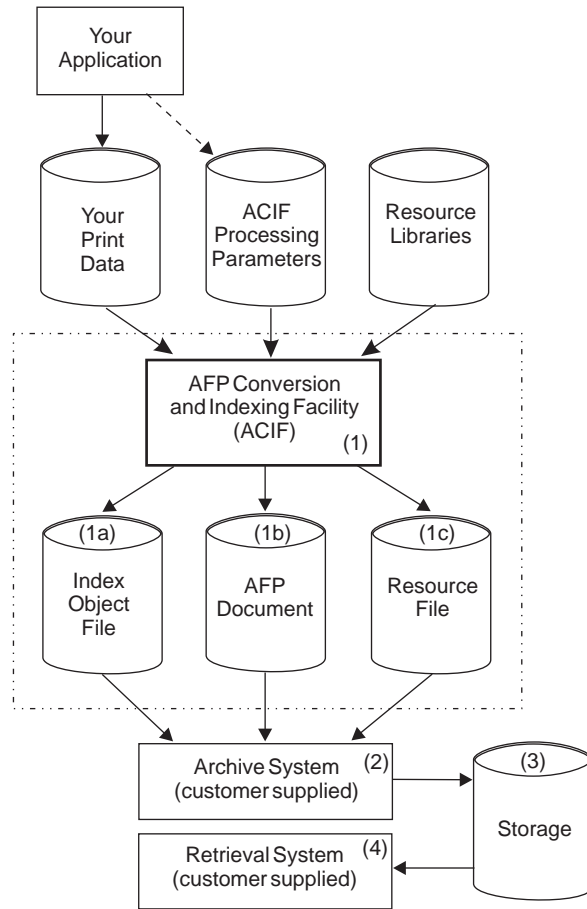 Your
Application
Your
Print
Data
ACIF
Processing
Parameters
Resource
Libraries
AFP Conversion
and Indexing Facility
(ACIF)
(1)
(1a)
Index
Object
File
(1b)
AFP
Document
(1c)
Resource
File
Archive System
(customer supplied)
(2)
(3)
Storage
Retrieval System
(customer supplied)
(4)